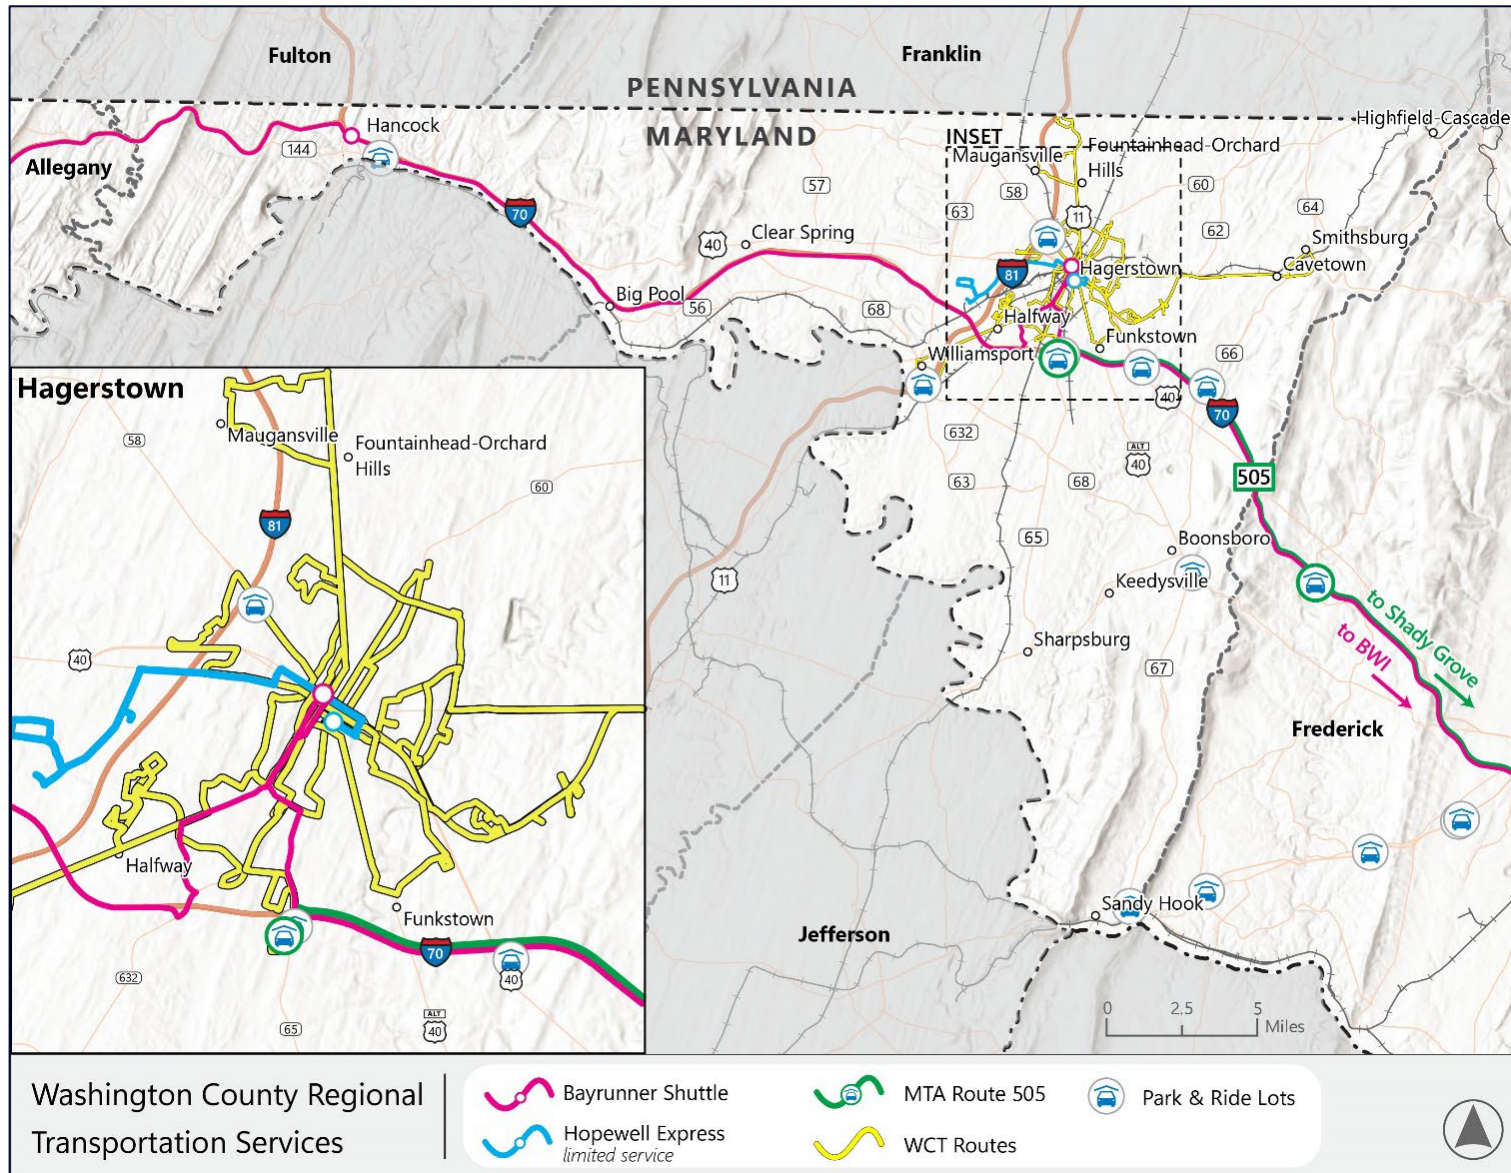 Fulton
Franklin
PENNSYLVANIA
MARYLAND
Highfield-Cascade
Hancock
144
Allegany
INSET
Maugansville
Fountainhead-Orchard
Hills
57
58
60
63
11
64
62
70
40
Clear Spring
Smithsburg
Cavetown
81
Hagerstown
Big Pool
56
68
Halfway
Funkstown
Williamsport
66
40
70
632
ALT
40
63
68
505
65
Boonsboro
11
Keedysville
to Shady Grove
to BWI
Sharpsburg
67
Frederick
Sandy Hook
Jefferson
0 2.5 5
Miles
Hagerstown
58
Maugansville
Fountainhead-Orchard
Hills
60
81
40
Halfway
Funkstown
70
40
632
65
ALT
40
Washington County Regional
Transportation Services
Bayrunner Shuttle
Hopewell Express
limited service
MTA Route 505
WCT Routes
Park & Ride Lots